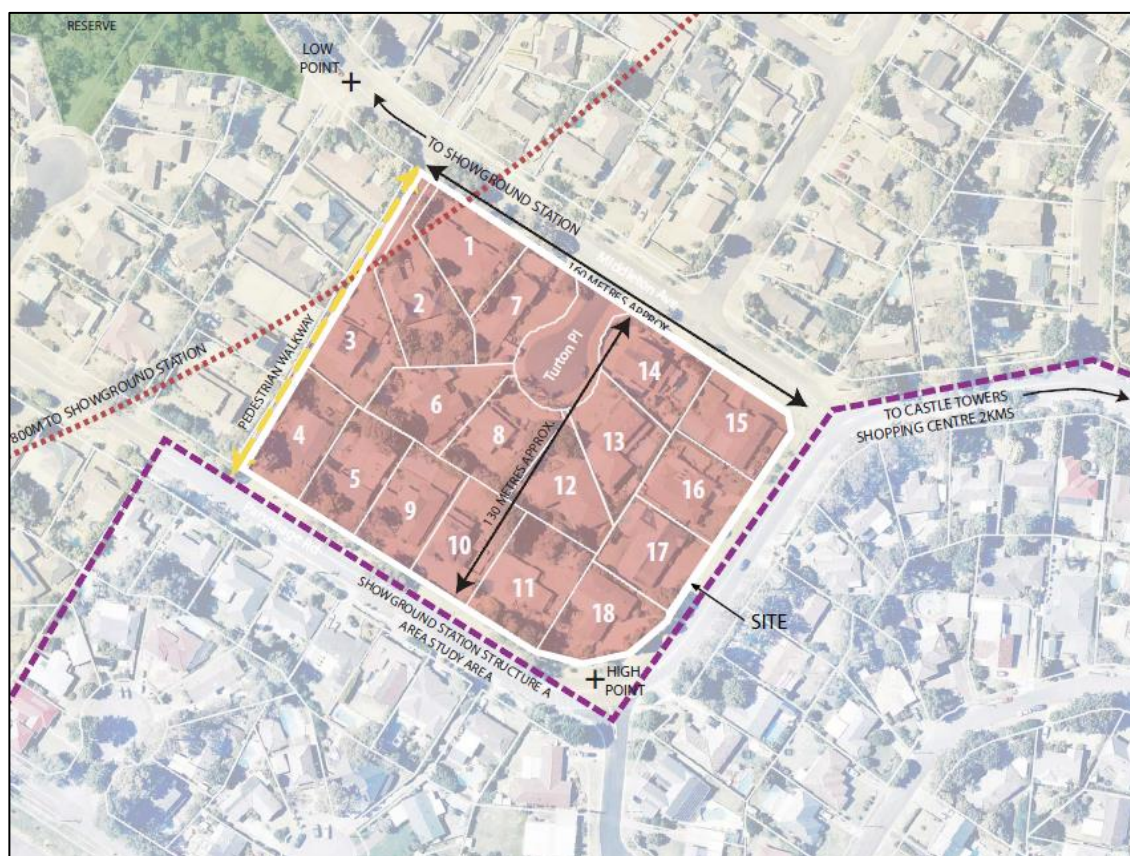 RESERVE
LOW
POINT
TO SHOWGROUND STATION
Middleton Ave
160 METRES APPROX.
1
2
7
3
Turton Pl
14
PEDESTRIAN WALKWAY
6
15
800M TO SHOWGROUND STATION
TO CASTLE TOWERS
SHOPPING CENTRE 2KMS
4
8
13
130 METRES APPROX.
5
12
16
9
10
17
11
18
SITE
SHOWGROUND STATION STRUCTURE A
AREA STUDY AREA
HIGH
POINT